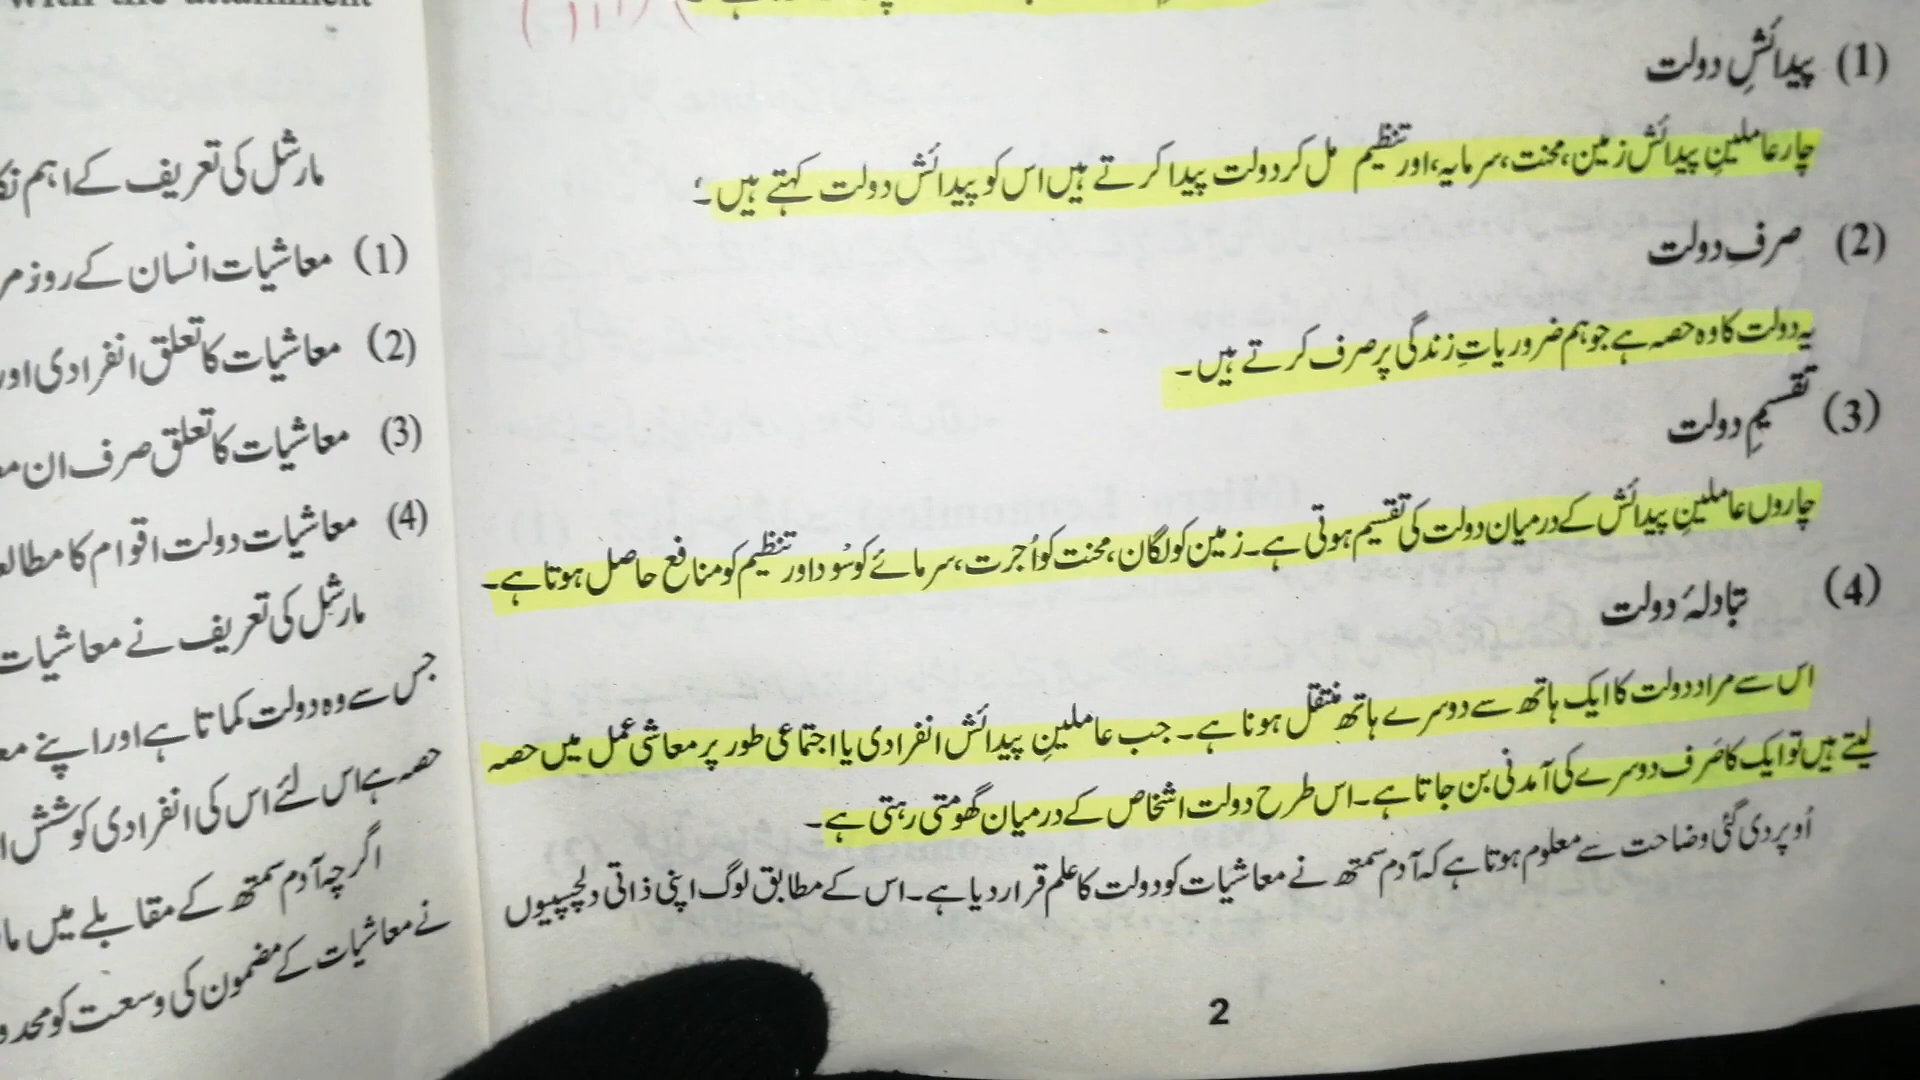 (1) پیدائشِ دولت
چار عاملینِ پیدائش زمین، محنت، سرمایہ، اور تنظیم مل کر دولت پیدا کرتے ہیں اس کو پیدائش دولت کہتے ہیں
(2) صرفِ دولت
یہ دولت کا وہ حصہ ہے جو ہم ضروریاتِ زندگی پر صرف کرتے ہیں۔
(3) تقسیمِ دولت
چاروں عاملینِ پیدائش کے درمیان دولت کی تقسیم ہوتی ہے۔ زمین کو لگان، محنت کو اُجرت، سرمائے کو سُود اور تنظیم کو منافع حاصل ہوتا ہے۔
(4) تبادلۂ دولت
اس سے مراد دولت کا ایک ہاتھ سے دوسرے ہاتھ مُنتقل ہونا ہے۔ جب عاملینِ پیدائش انفرادی یا اجتماعی طور پر معاشی عمل میں حصہ
لیتے ہیں تو ایک کا صَرف دوسرے کی آمدنی بن جاتا ہے۔ اس طرح دولت اشخاص کے درمیان گھومتی رہتی ہے۔
اُوپر دی گئی وضاحت سے معلوم ہوتا ہے کہ آدم سمتھ نے معاشیات کو دولت کا علم قرار دیا ہے۔ اس کے مطابق لوگ اپنی ذاتی دلچسپیوں
2
with the attainment
مارشل کی تعریف کے اہم
(1) معاشیات انسان کے روز
(2) معاشیات کا تعلق انفرادی اور
(3) معاشیات کا تعلق صرف ان
(4) معاشیات دولت اقوام کا
مارشل کی تعریف نے معاشیات
جس سے وہ دولت کماتا ہے اور اپنے
حصہ ہے اس لئے اس کی انفرادی کوشش
اگرچہ آدم سمتھ کے مقابلے میں
نے معاشیات کے مضمون کی وسعت کو